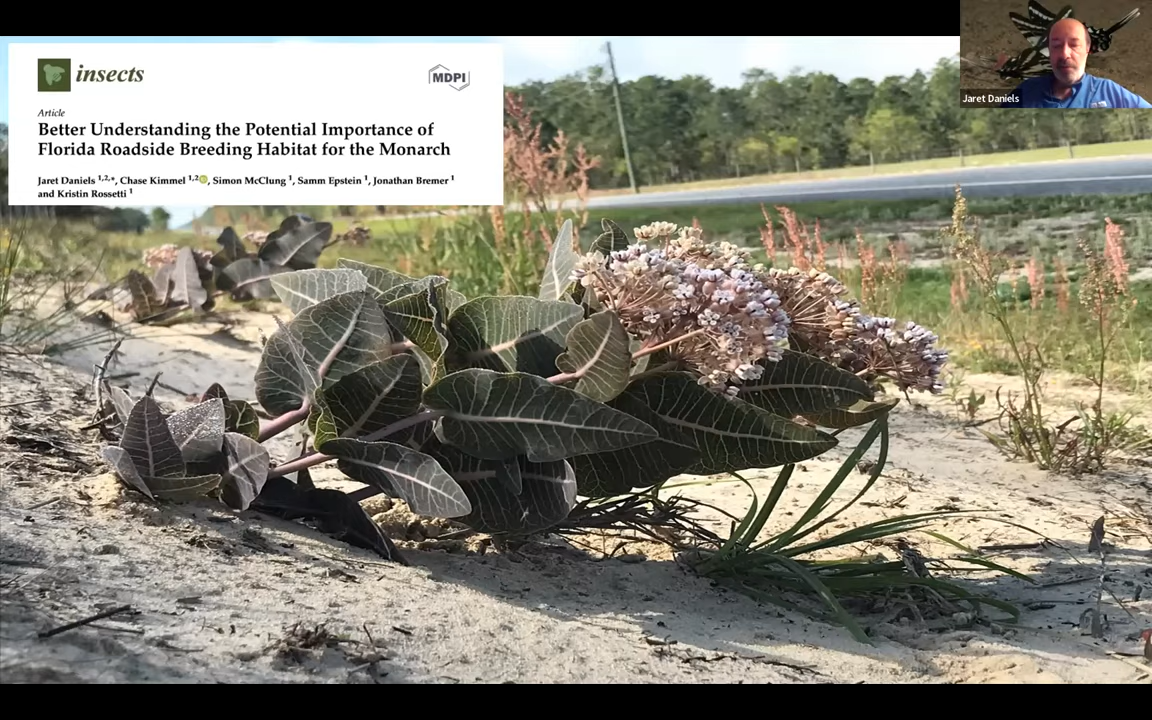 insects
MDPI
Article
Better Understanding the Potential Importance of
Florida Roadside Breeding Habitat for the Monarch
Jaret Daniels 1,2,*, Chase Kimmel 1,2, Simon McClung 1, Samm Epstein 1, Jonathan Bremer 1
and Kristin Rossetti 1
Jaret Daniels